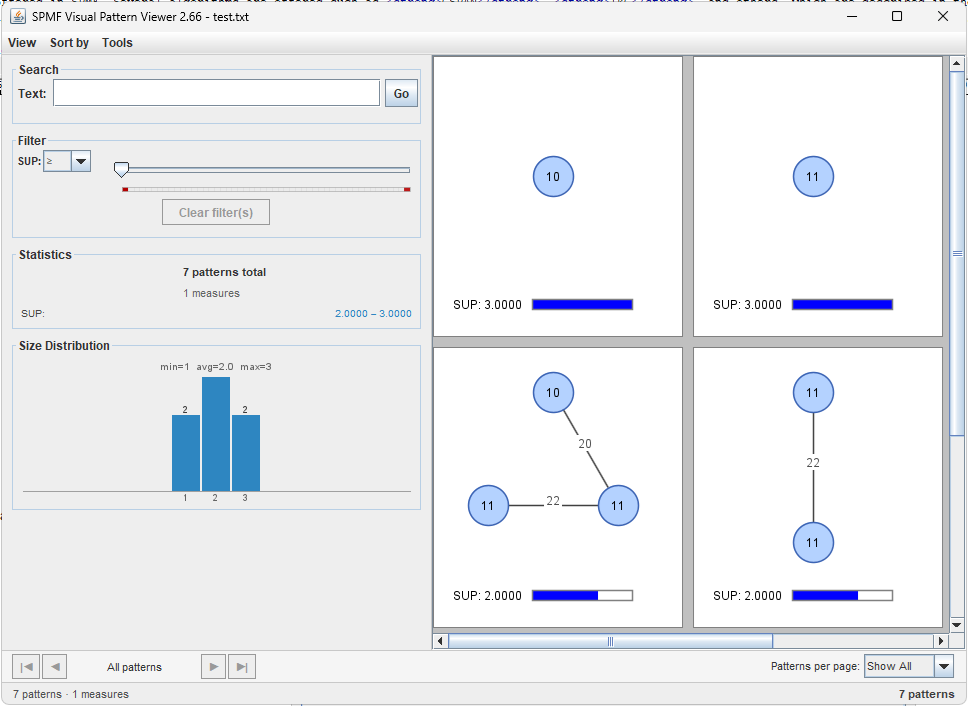 SPMF Visual Pattern Viewer 2.66 - test.txt
View Sort by Tools
Search
Text: Go
Filter
SUP: ≥
Clear filter(s)
Statistics
7 patterns total
1 measures
SUP: 2.0000 – 3.0000
Size Distribution
min=1 avg=2.0 max=3
2 2
1 2 3
10
SUP: 3.0000
11
SUP: 3.0000
10
20
11 22 11
SUP: 2.0000
11
22
11
SUP: 2.0000
|◀ ◀ All patterns ▶ ▶|
Patterns per page: Show All
7 patterns · 1 measures
7 patterns